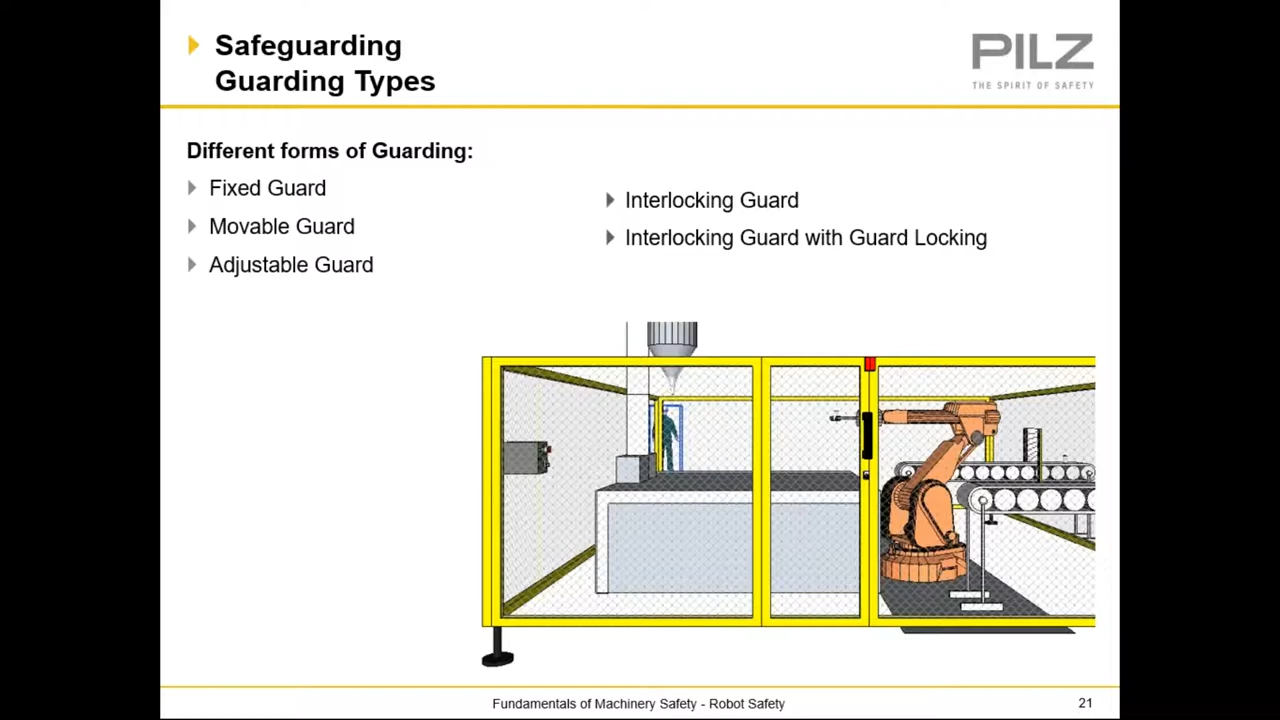 Safeguarding
Guarding Types
PILZ
THE SPIRIT OF SAFETY
Different forms of Guarding:
Fixed Guard
Movable Guard
Adjustable Guard
Interlocking Guard
Interlocking Guard with Guard Locking
Fundamentals of Machinery Safety - Robot Safety
21